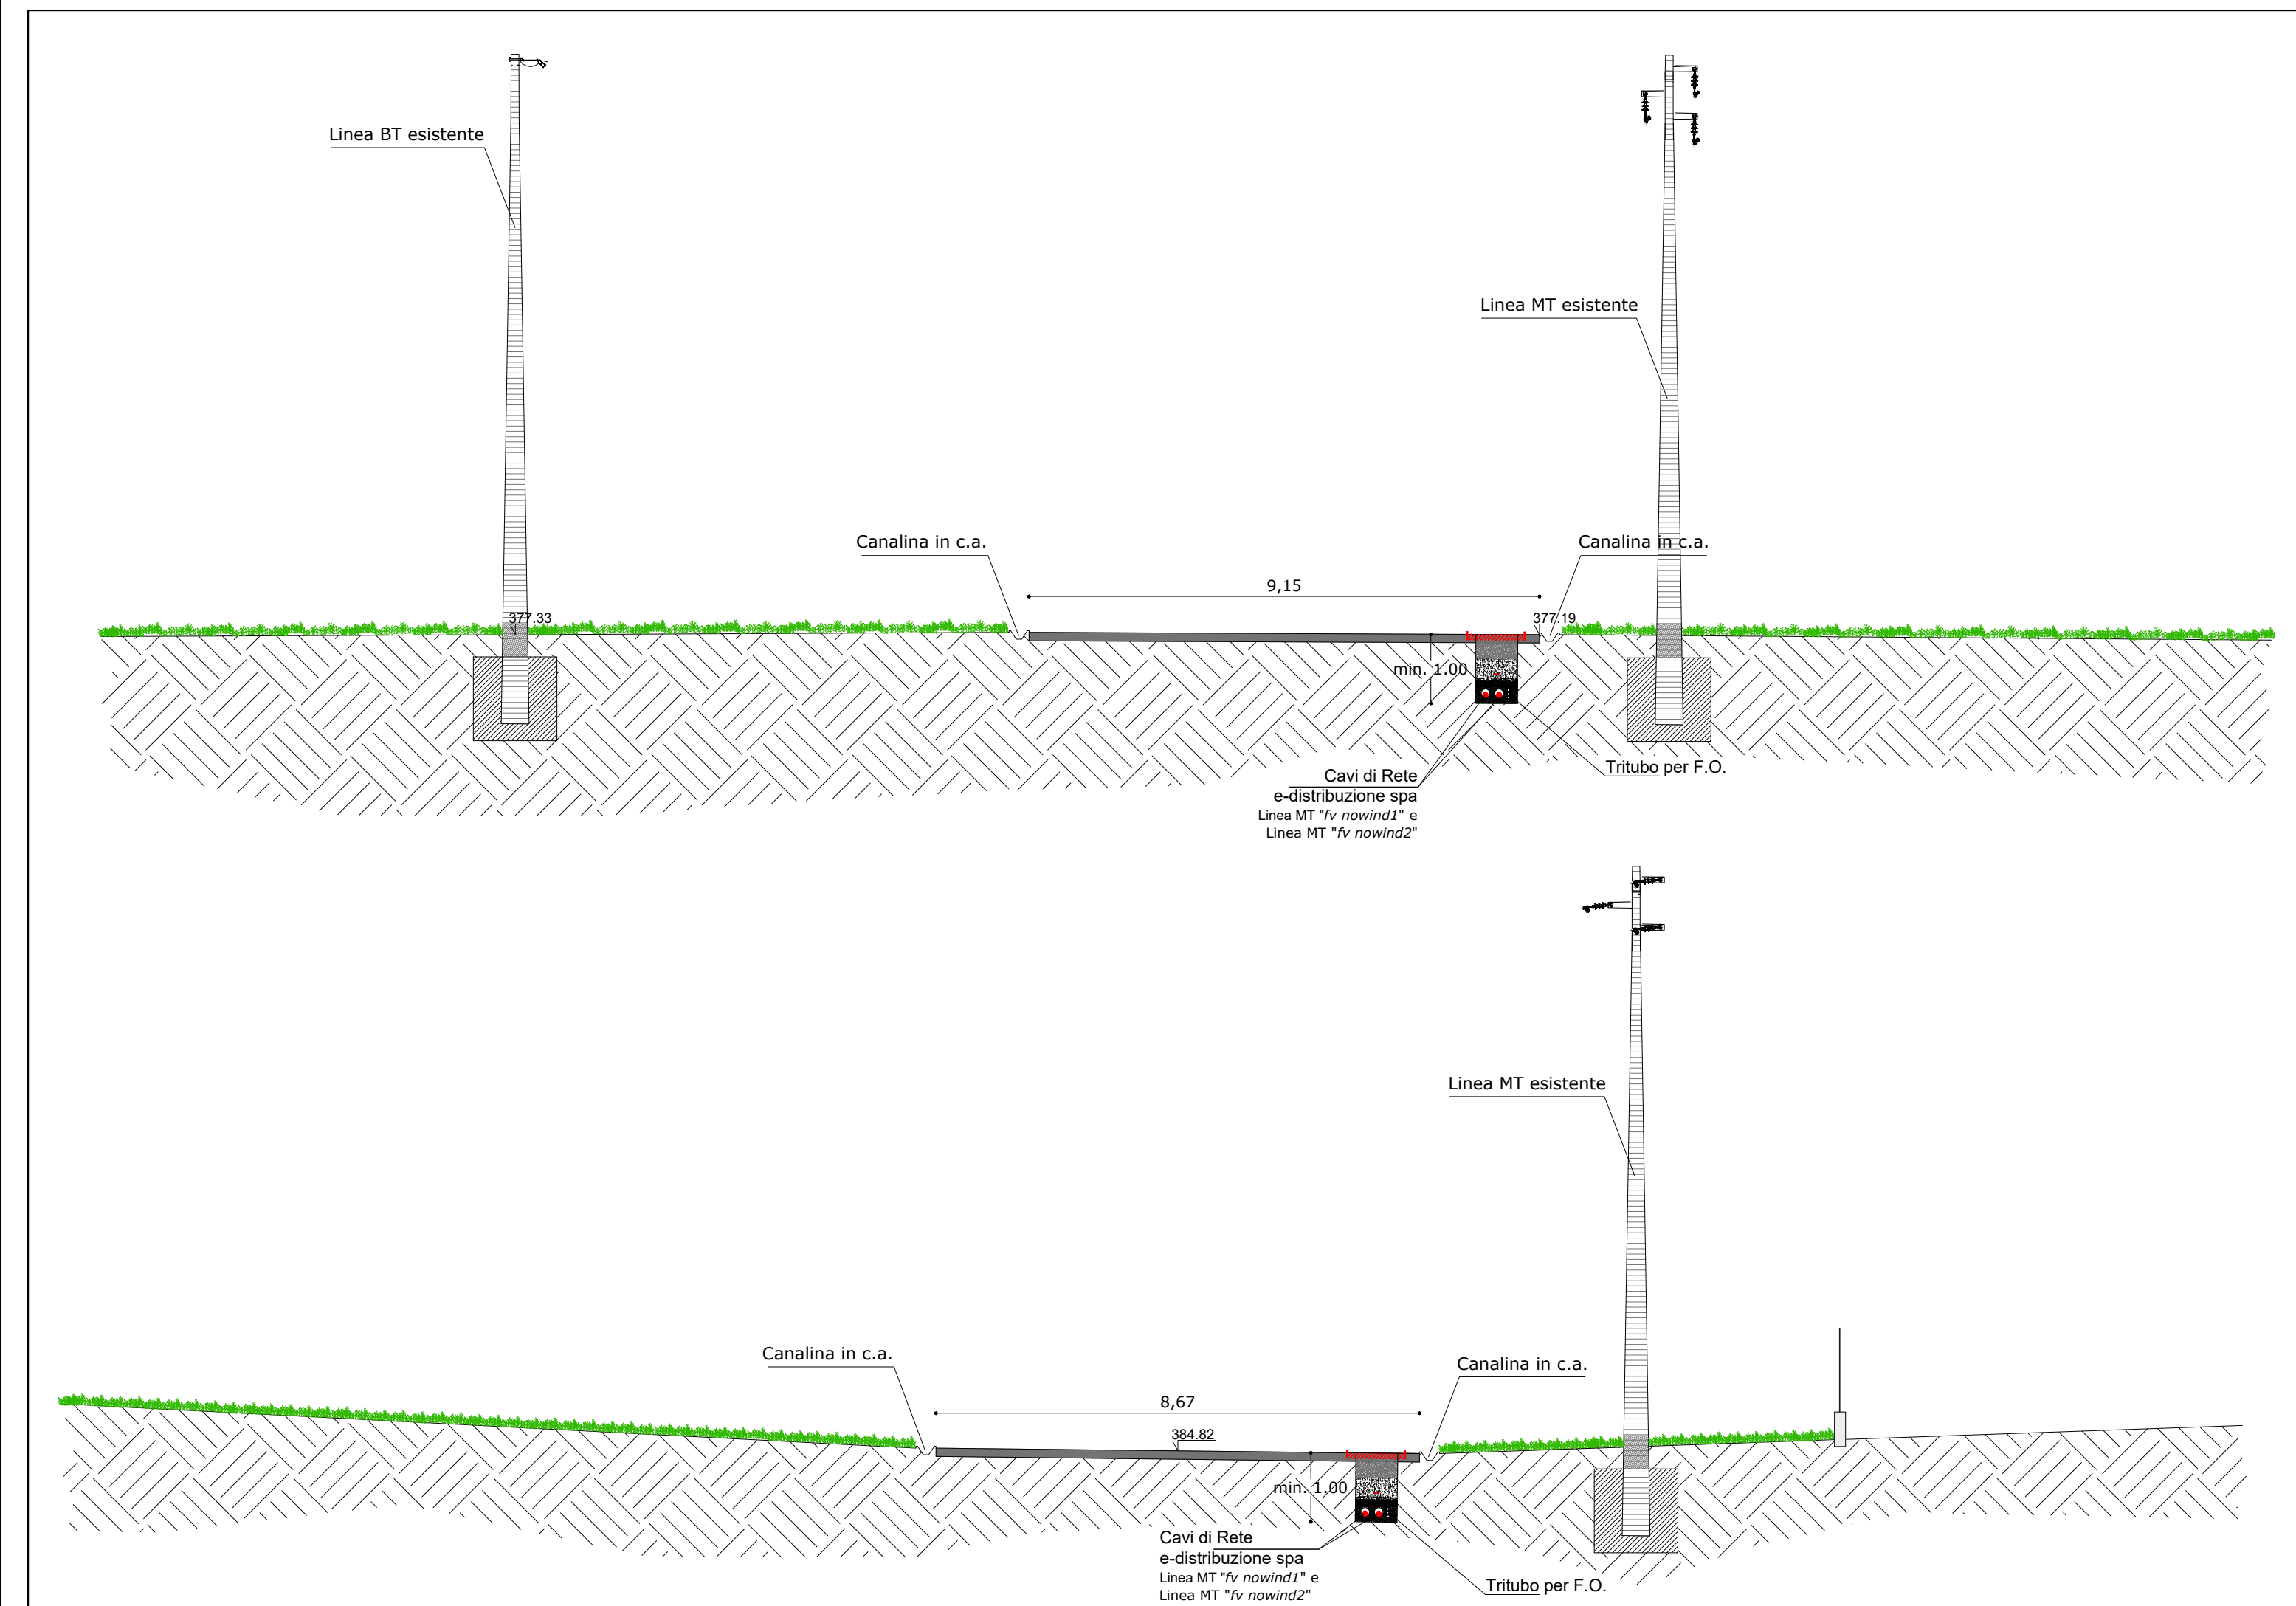 Linea BT esistente
Linea MT esistente
Canalina in c.a.
Canalina in c.a.
9,15
377.33
377.19
min. 1.00
Cavi di Rete
e-distribuzione spa
Linea MT "fv nowind1" e
Linea MT "fv nowind2"
Tritubo per F.O.
Linea MT esistente
Canalina in c.a.
Canalina in c.a.
8,67
384.82
min. 1.00
Cavi di Rete
e-distribuzione spa
Linea MT "fv nowind1" e
Linea MT "fv nowind2"
Tritubo per F.O.